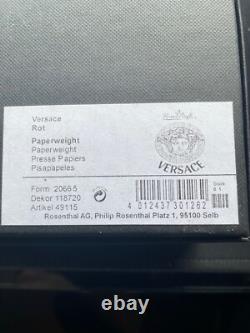 Versace
Rot
Paperweight
Paperweight
Presse Papiers
Pisapapeles
VERSACE
Form 20665
Dekor 118720
Artikel 49115
4 012437 301262
Rosenthal AG, Philip Rosenthal Platz 1, 95100 Selb